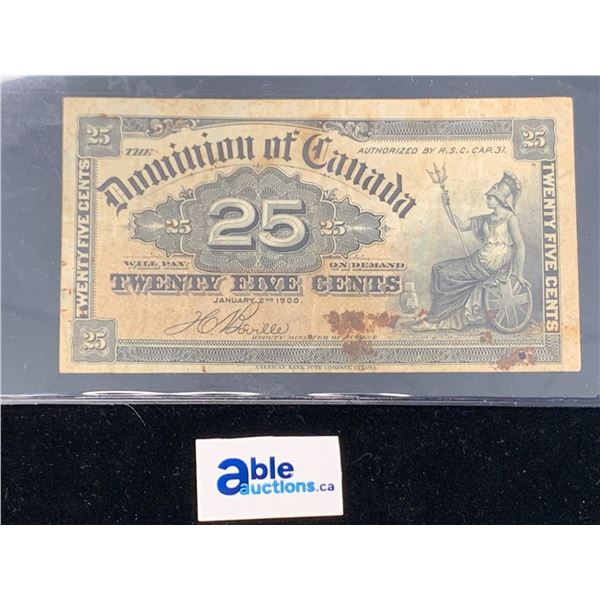 25
25
THE
Dominion of Canada
AUTHORIZED BY R.S.C. CAP. 31.
TWENTY FIVE CENTS
TWENTY FIVE CENTS
25
25
25
WILL PAY
ON DEMAND
TWENTY FIVE CENTS
JANUARY 2ND 1900.
H C Boville
DEPUTY MINISTER OF FINANCE
25
AMERICAN BANK NOTE COMPANY, OTTAWA.
able
auctions.ca